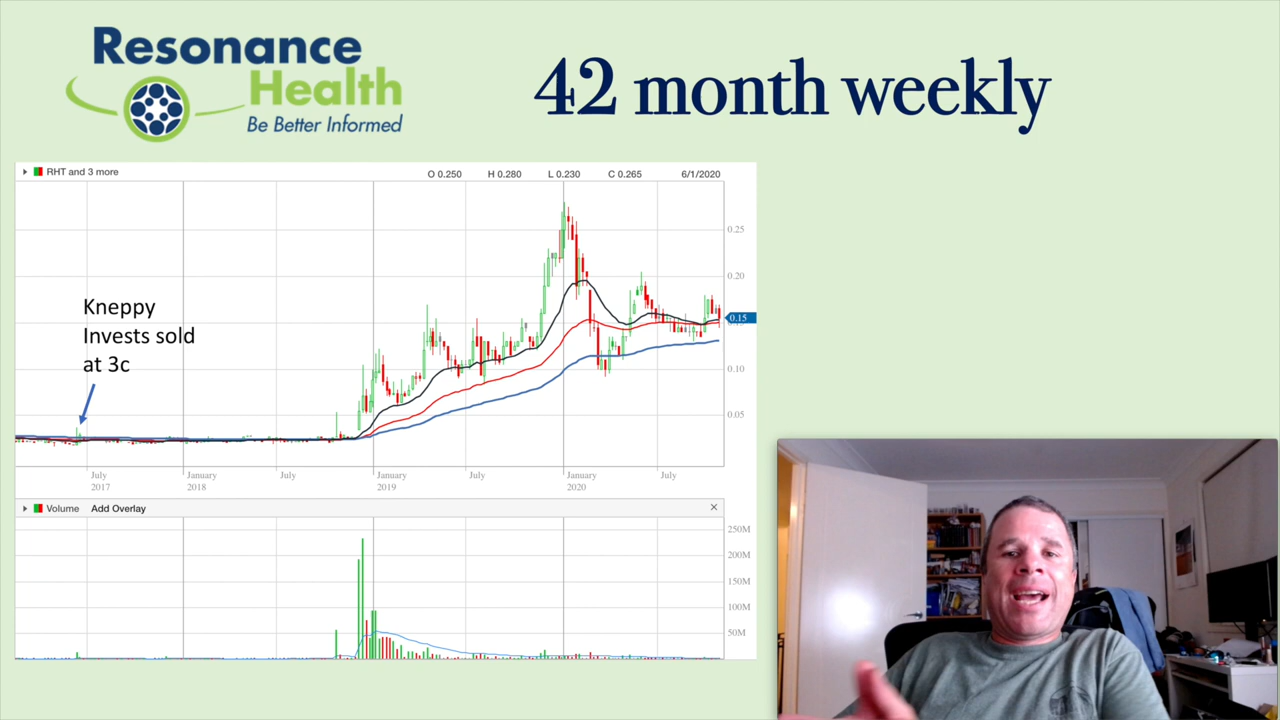 Resonance
Health
Be Better Informed
42 month weekly
RHT and 3 more
O 0.250 H 0.280 L 0.230 C 0.265 6/1/2020
0.25
0.20
0.15
0.10
0.05
Kneppy
Invests sold
at 3c
July January July January July January July
2017 2018 2019 2020
Volume Add Overlay
250M
200M
150M
100M
50M